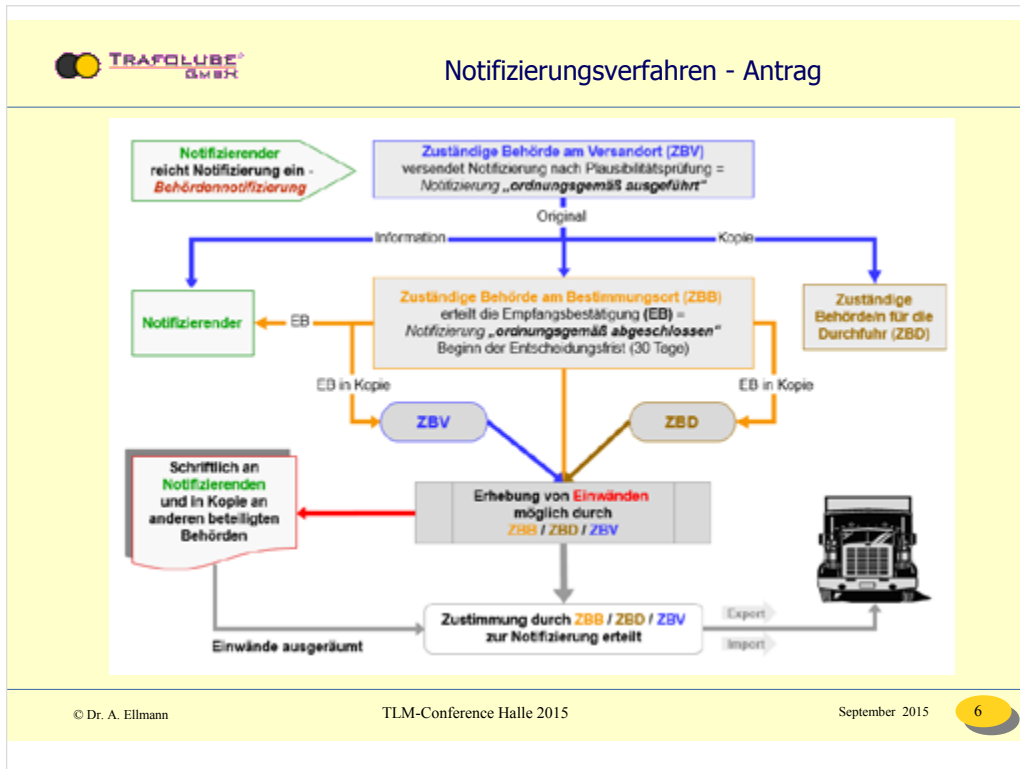 TRAFOLUBE®
GMBH
Notifizierungsverfahren - Antrag
Notifizierender
reicht Notifizierung ein -
Behördennotifizierung
Zuständige Behörde am Versandort (ZBV)
versendet Notifizierung nach Plausibilitätsprüfung =
Notifizierung „ordnungsgemäß ausgeführt“
Original
Information
Kopie
Notifizierender
EB
Zuständige Behörde am Bestimmungsort (ZBB)
erteilt die Empfangsbestätigung (EB) =
Notifizierung „ordnungsgemäß abgeschlossen“
Beginn der Entscheidungsfrist (30 Tage)
Zuständige
Behörde/n für die
Durchfuhr (ZBD)
EB in Kopie
EB in Kopie
ZBV
ZBD
Schriftlich an
Notifizierenden
und in Kopie an
anderen beteiligten
Behörden
Erhebung von Einwänden
möglich durch
ZBB / ZBD / ZBV
Einwände ausgeräumt
Zustimmung durch ZBB / ZBD / ZBV
zur Notifizierung erteilt
Export
Import
© Dr. A. Ellmann
TLM-Conference Halle 2015
September 2015
6